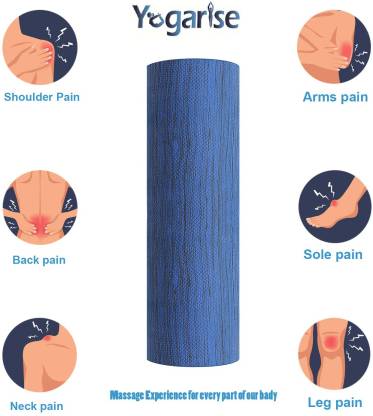 Yogarise
Shoulder Pain
Arms pain
Back pain
Sole pain
Neck pain
Leg pain
Massage Experience for every part of our body